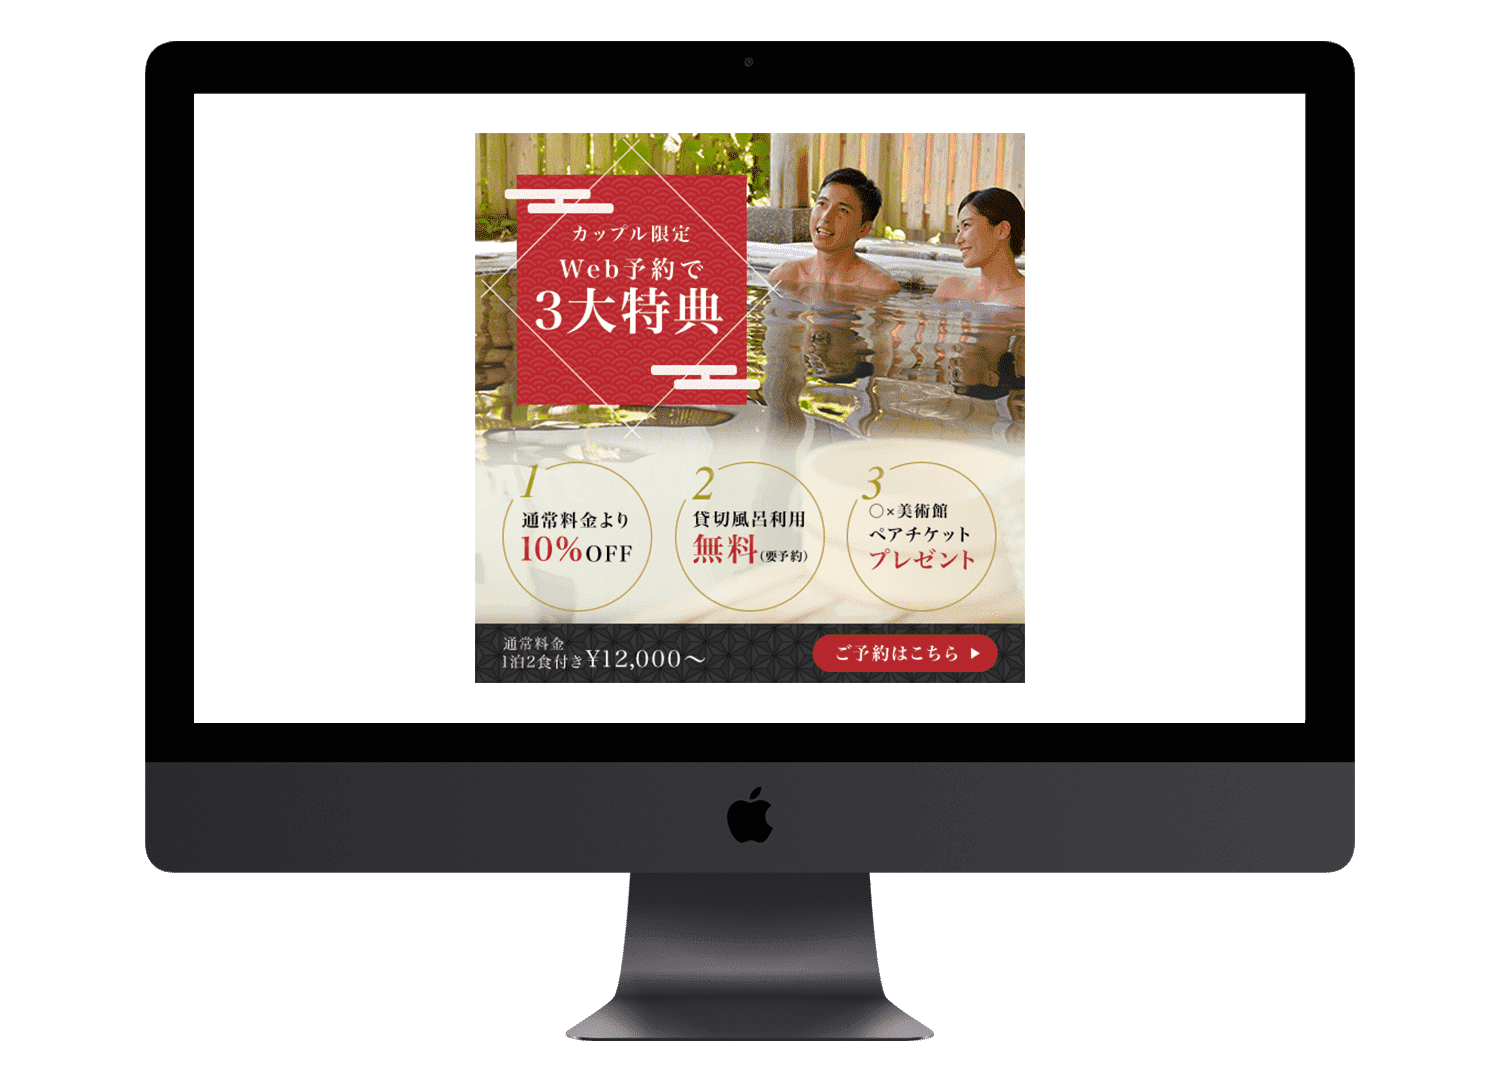 カップル限定
Web予約で
3大特典
1
通常料金より
10%OFF
2
貸切風呂利用
無料(要予約)
3
○×美術館
ペアチケット
プレゼント
通常料金
1泊2食付き¥12,000～
ご予約はこちら